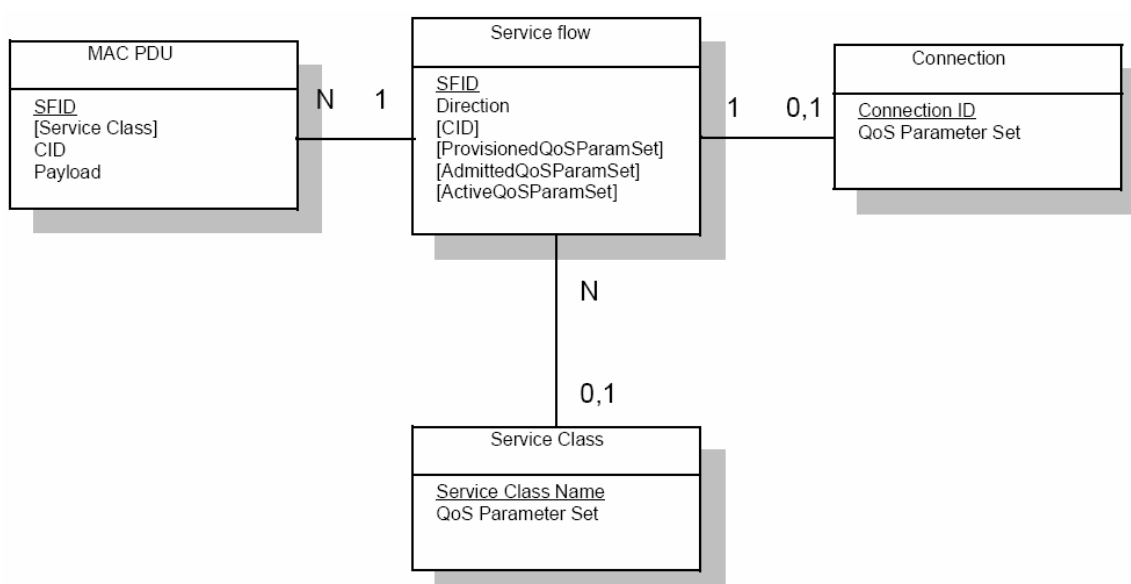 MAC PDU
SFID
[Service Class]
CID
Payload
N
1
Service flow
SFID
Direction
[CID]
[ProvisionedQoSParamSet]
[AdmittedQoSParamSet]
[ActiveQoSParamSet]
1
0,1
Connection
Connection ID
QoS Parameter Set
N
0,1
Service Class
Service Class Name
QoS Parameter Set